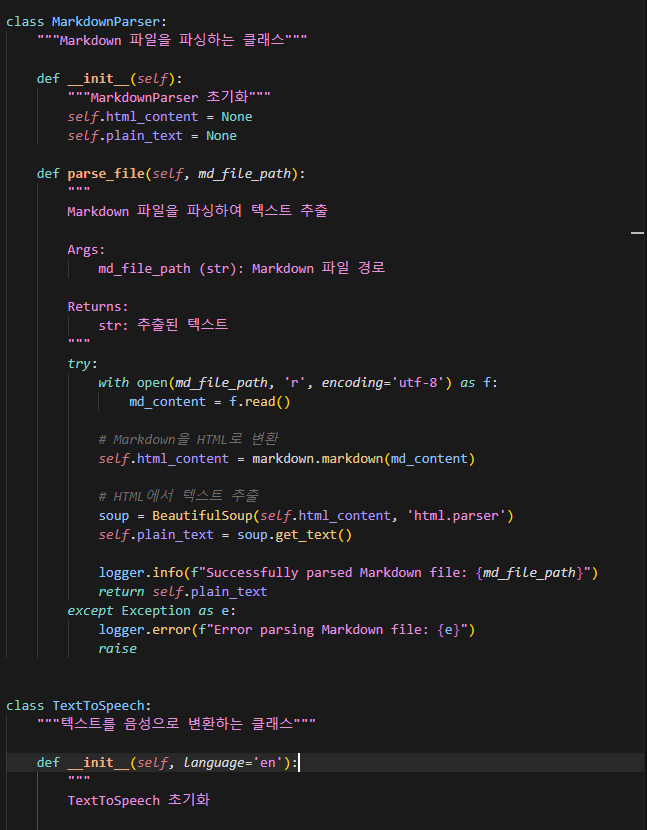 class MarkdownParser:
    """Markdown 파일을 파싱하는 클래스"""
    def __init__(self):
        """MarkdownParser 초기화"""
        self.html_content = None
        self.plain_text = None
    def parse_file(self, md_file_path):
        """
        Markdown 파일을 파싱하여 텍스트 추출
        Args:
            md_file_path (str): Markdown 파일 경로
        Returns:
            str: 추출된 텍스트
        """
        try:
            with open(md_file_path, 'r', encoding='utf-8') as f:
                md_content = f.read()
            # Markdown을 HTML로 변환
            self.html_content = markdown.markdown(md_content)
            # HTML에서 텍스트 추출
            soup = BeautifulSoup(self.html_content, 'html.parser')
            self.plain_text = soup.get_text()
            logger.info(f"Successfully parsed Markdown file: {md_file_path}")
            return self.plain_text
        except Exception as e:
            logger.error(f"Error parsing Markdown file: {e}")
            raise
class TextToSpeech:
    """텍스트를 음성으로 변환하는 클래스"""
    def __init__(self, language='en'):
        """
        TextToSpeech 초기화